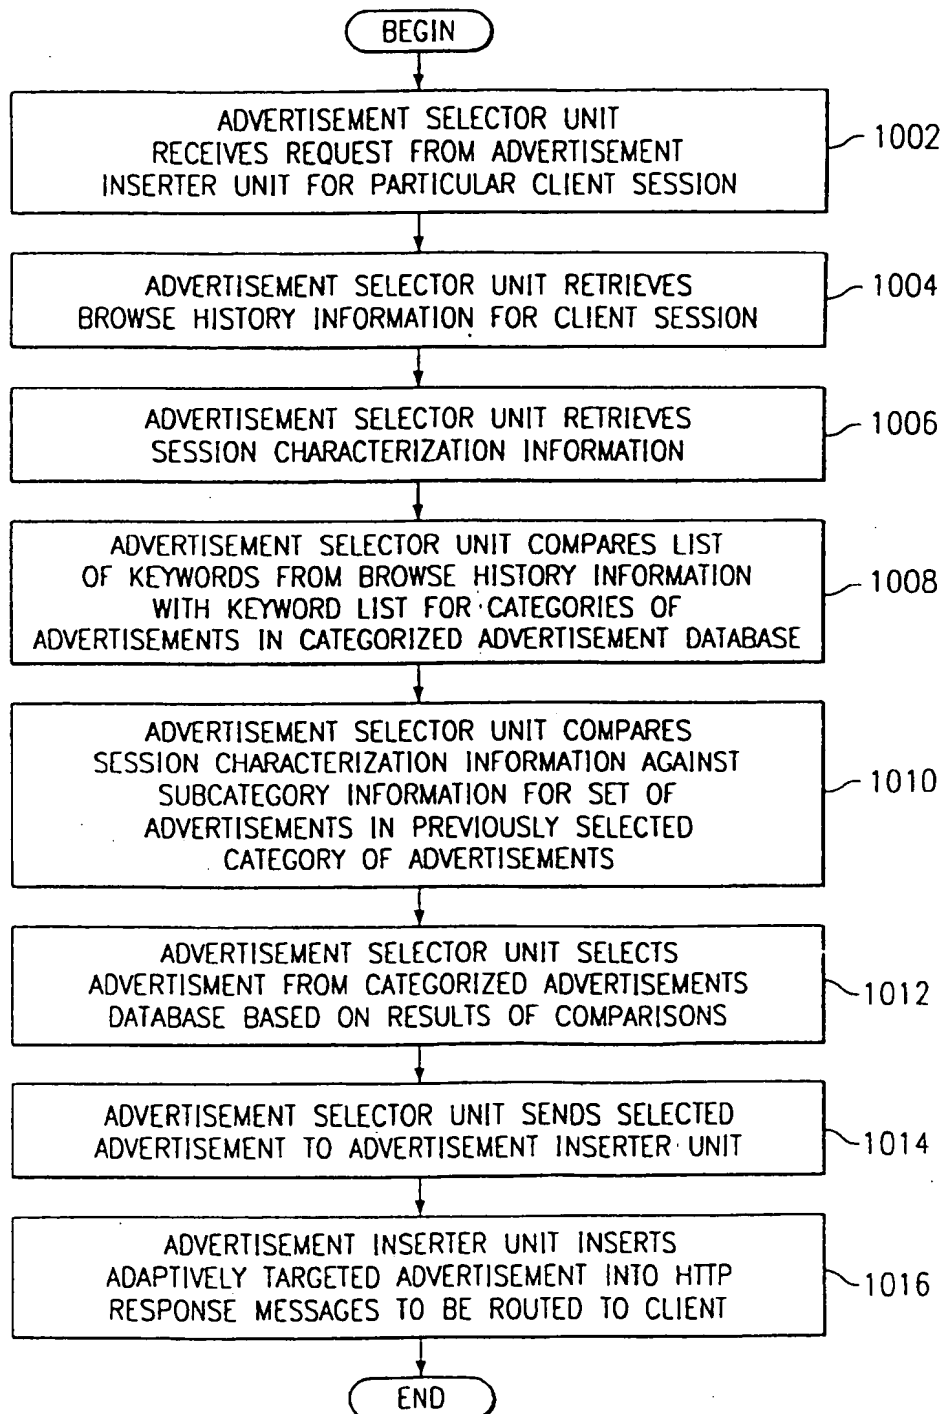 BEGIN
ADVERTISEMENT SELECTOR UNIT
RECEIVES REQUEST FROM ADVERTISEMENT
INSERTER UNIT FOR PARTICULAR CLIENT SESSION
1002
ADVERTISEMENT SELECTOR UNIT RETRIEVES
BROWSE HISTORY INFORMATION FOR CLIENT SESSION
1004
ADVERTISEMENT SELECTOR UNIT RETRIEVES
SESSION CHARACTERIZATION INFORMATION
1006
ADVERTISEMENT SELECTOR UNIT COMPARES LIST
OF KEYWORDS FROM BROWSE HISTORY INFORMATION
WITH KEYWORD LIST FOR CATEGORIES OF
ADVERTISEMENTS IN CATEGORIZED ADVERTISEMENT DATABASE
1008
ADVERTISEMENT SELECTOR UNIT COMPARES
SESSION CHARACTERIZATION INFORMATION AGAINST
SUBCATEGORY INFORMATION FOR SET OF
ADVERTISEMENTS IN PREVIOUSLY SELECTED
CATEGORY OF ADVERTISEMENTS
1010
ADVERTISEMENT SELECTOR UNIT SELECTS
ADVERTISMENT FROM CATEGORIZED ADVERTISEMENTS
DATABASE BASED ON RESULTS OF COMPARISONS
1012
ADVERTISEMENT SELECTOR UNIT SENDS SELECTED
ADVERTISEMENT TO ADVERTISEMENT INSERTER UNIT
1014
ADVERTISEMENT INSERTER UNIT INSERTS
ADAPTIVELY TARGETED ADVERTISEMENT INTO HTTP
RESPONSE MESSAGES TO BE ROUTED TO CLIENT
1016
END